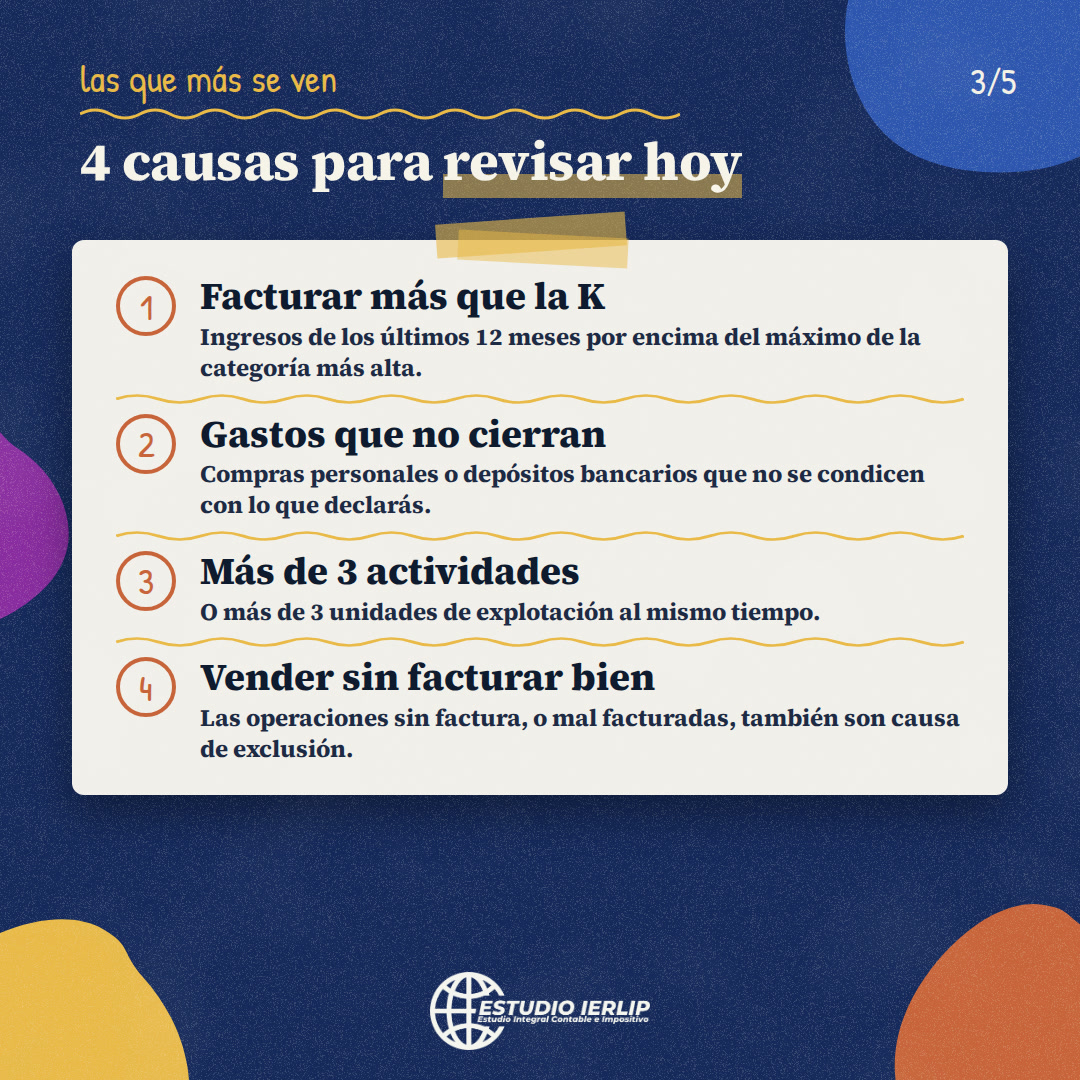 las que más se ven
3/5
4 causas para revisar hoy
1
Facturar más que la K
Ingresos de los últimos 12 meses por encima del máximo de la
categoría más alta.
2
Gastos que no cierran
Compras personales o depósitos bancarios que no se condicen
con lo que declarás.
3
Más de 3 actividades
O más de 3 unidades de explotación al mismo tiempo.
4
Vender sin facturar bien
Las operaciones sin factura, o mal facturadas, también son causa
de exclusión.
ESTUDIO IERLIP
Estudio Integral Contable e Impositivo